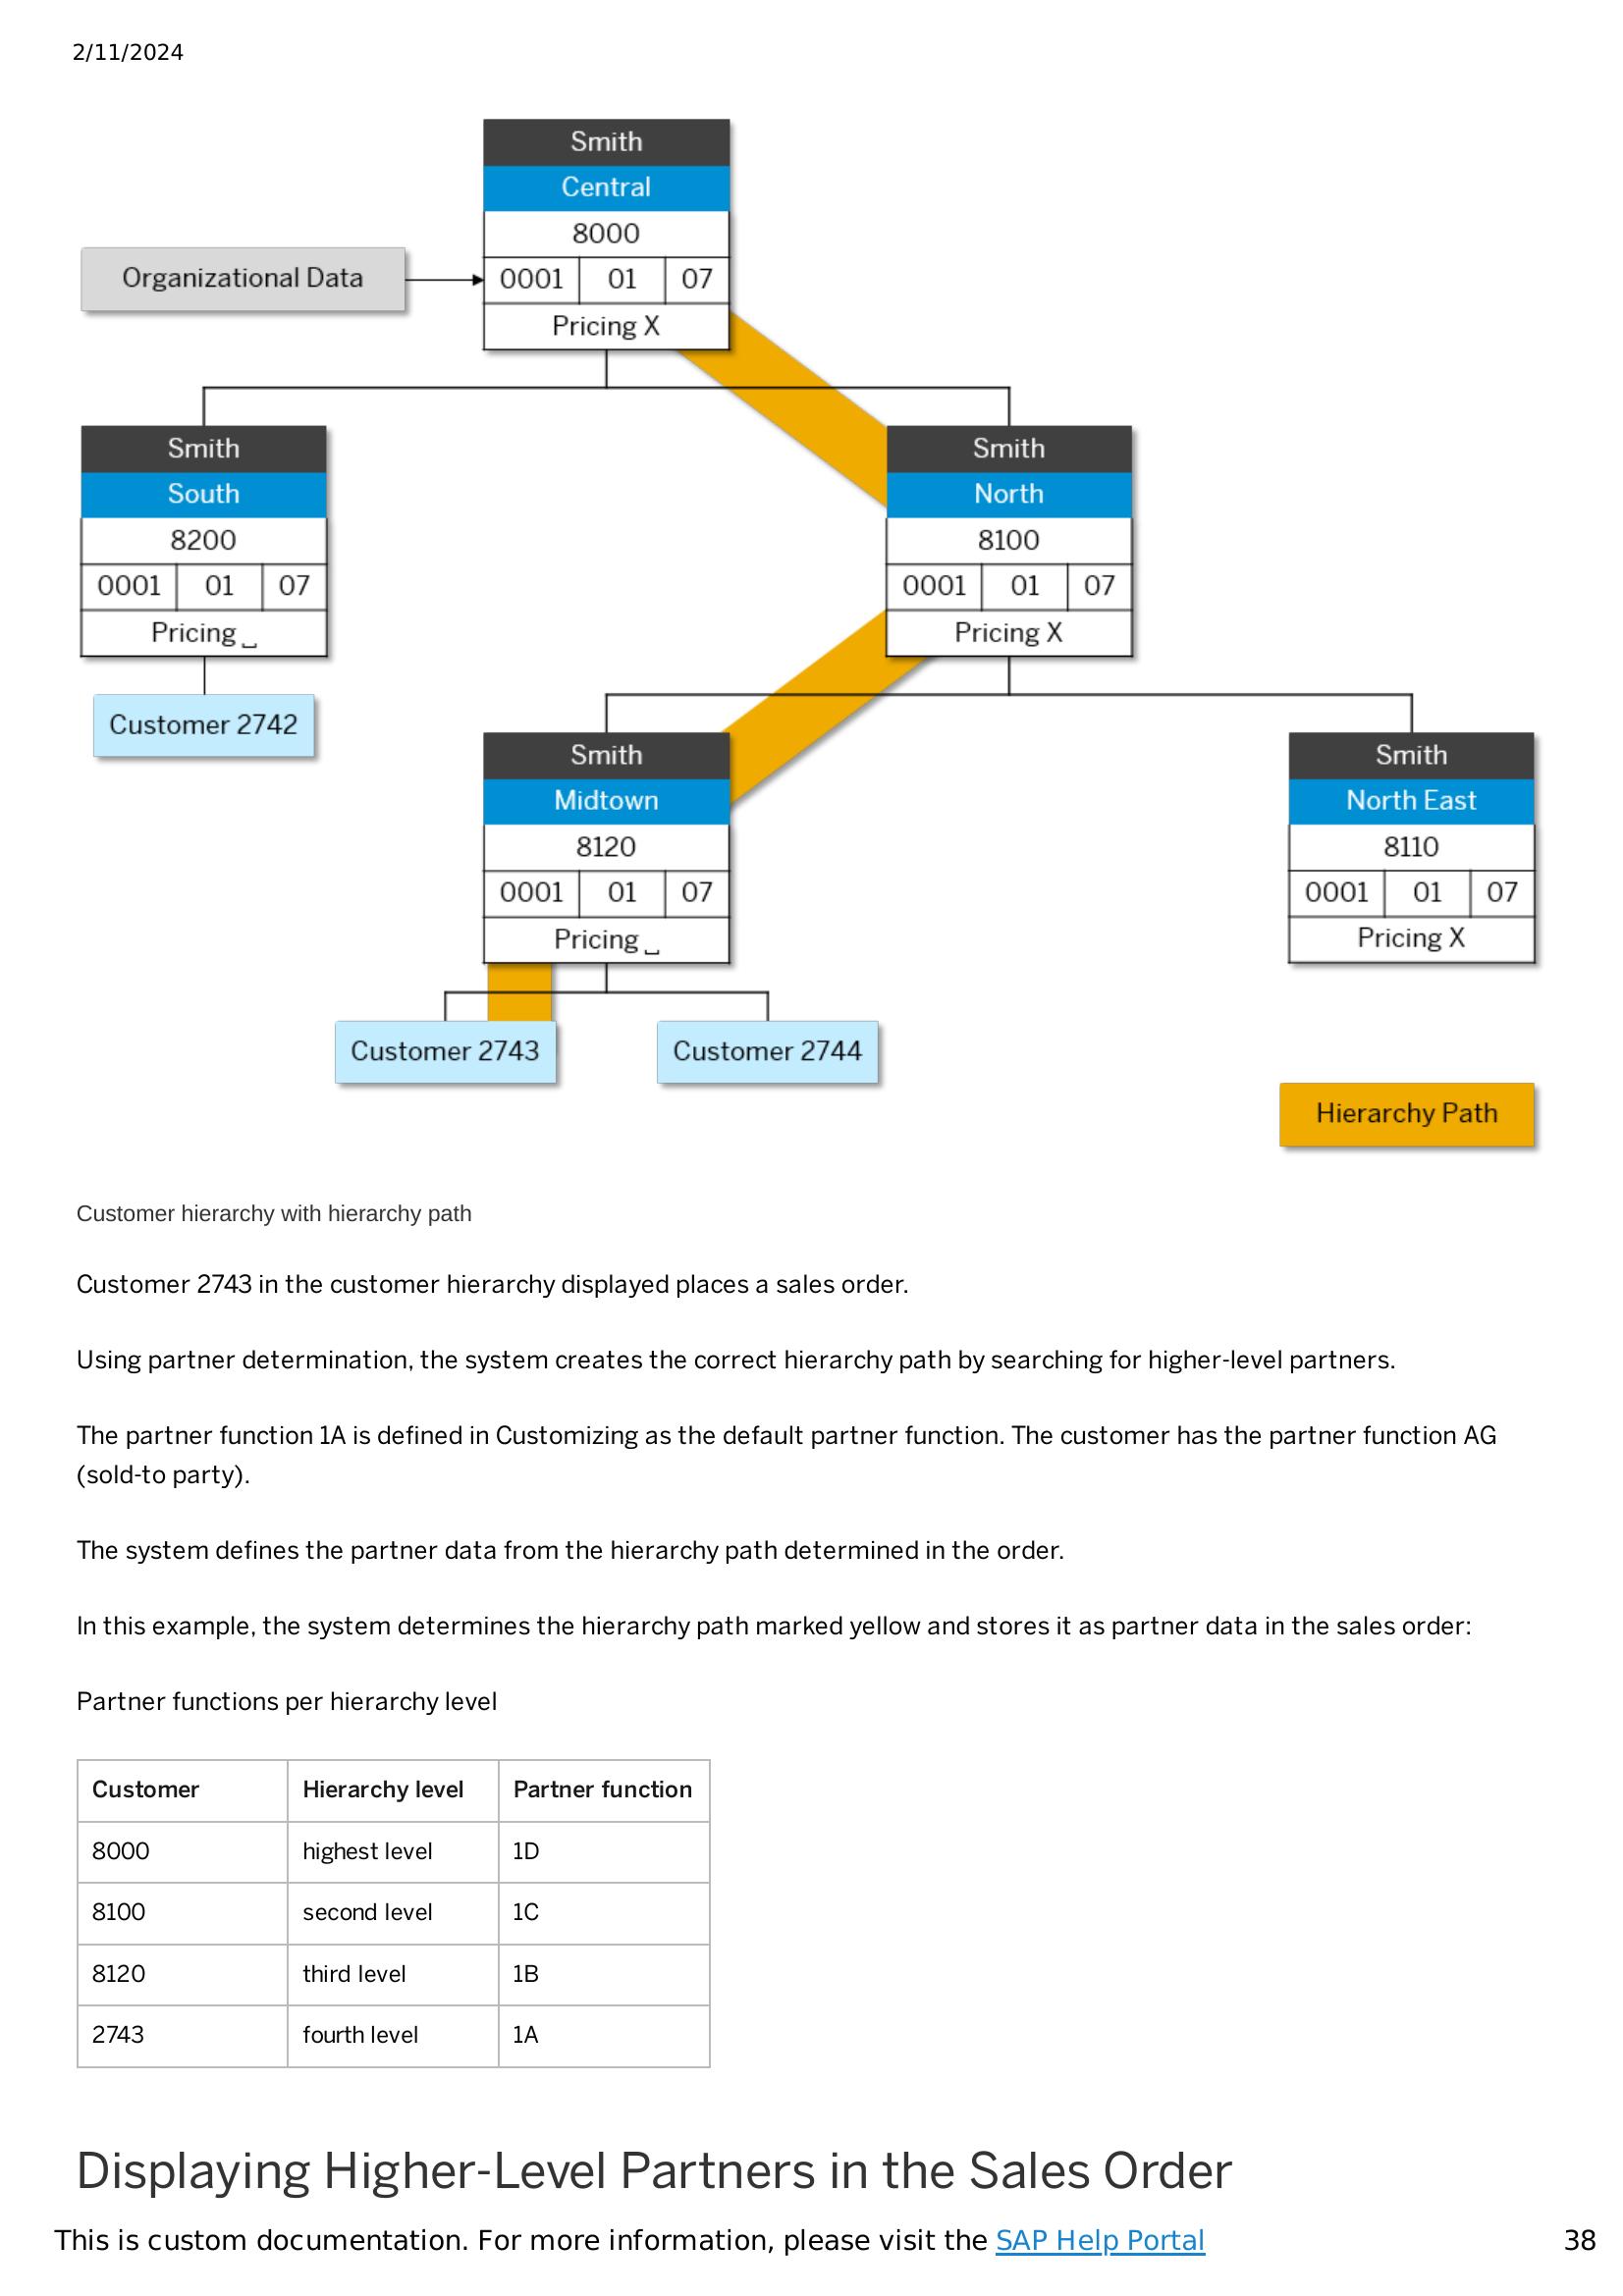 2/11/2024
Smith
Central
8000
Organizational Data
0001 01 07
Pricing X
Smith
South
8200
0001 01 07
Pricing ␣
Customer 2742
Smith
North
8100
0001 01 07
Pricing X
Smith
Midtown
8120
0001 01 07
Pricing ␣
Smith
North East
8110
0001 01 07
Pricing X
Customer 2743
Customer 2744
Hierarchy Path
Customer hierarchy with hierarchy path
Customer 2743 in the customer hierarchy displayed places a sales order.
Using partner determination, the system creates the correct hierarchy path by searching for higher-level partners.
The partner function 1A is defined in Customizing as the default partner function. The customer has the partner function AG
(sold-to party).
The system defines the partner data from the hierarchy path determined in the order.
In this example, the system determines the hierarchy path marked yellow and stores it as partner data in the sales order:
Partner functions per hierarchy level
Customer Hierarchy level Partner function
8000 highest level 1D
8100 second level 1C
8120 third level 1B
2743 fourth level 1A
Displaying Higher-Level Partners in the Sales Order
This is custom documentation. For more information, please visit the SAP Help Portal 38